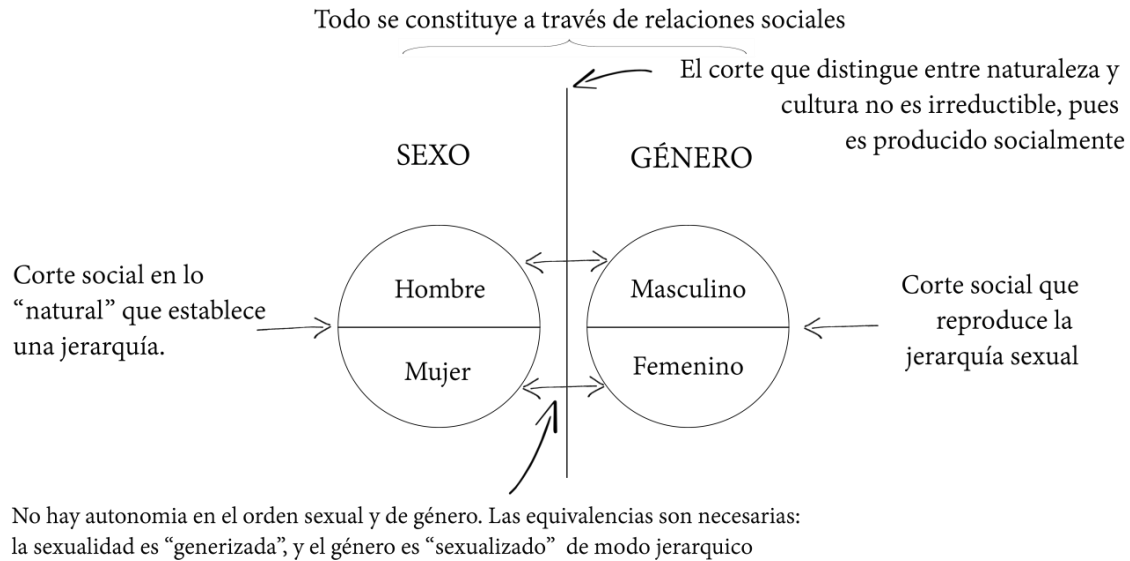 Todo se constituye a través de relaciones sociales
El corte que distingue entre naturaleza y
cultura no es irreductible, pues
es producido socialmente
SEXO
GÉNERO
Corte social en lo
“natural” que establece
una jerarquía.
Hombre
Mujer
Masculino
Femenino
Corte social que
reproduce la
jerarquía sexual
No hay autonomia en el orden sexual y de género. Las equivalencias son necesarias:
la sexualidad es “generizada”, y el género es “sexualizado” de modo jerarquico